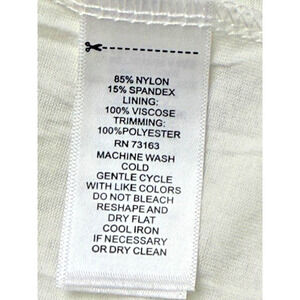 85% NYLON
15% SPANDEX
LINING:
100% VISCOSE
TRIMMING:
100%POLYESTER
RN 73163
MACHINE WASH
COLD
GENTLE CYCLE
WITH LIKE COLORS
DO NOT BLEACH
RESHAPE AND
DRY FLAT
COOL IRON
IF NECESSARY
OR DRY CLEAN